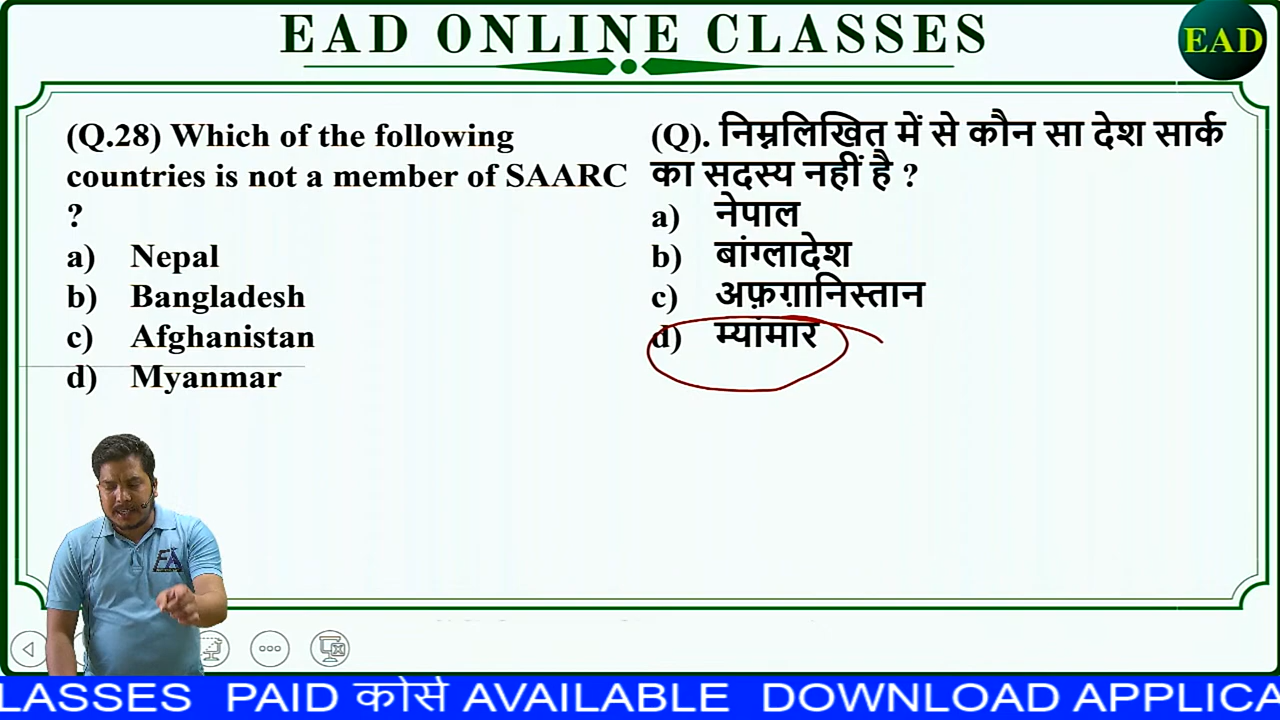 EAD ONLINE CLASSES
EAD
(Q.28) Which of the following
countries is not a member of SAARC
?
a) Nepal
b) Bangladesh
c) Afghanistan
d) Myanmar
(Q). निम्नलिखित में से कौन सा देश सार्क
का सदस्य नहीं है ?
a) नेपाल
b) बांग्लादेश
c) अफ़ग़ानिस्तान
d) म्यांमार
LASSES PAID कोर्स AVAILABLE DOWNLOAD APPLICA